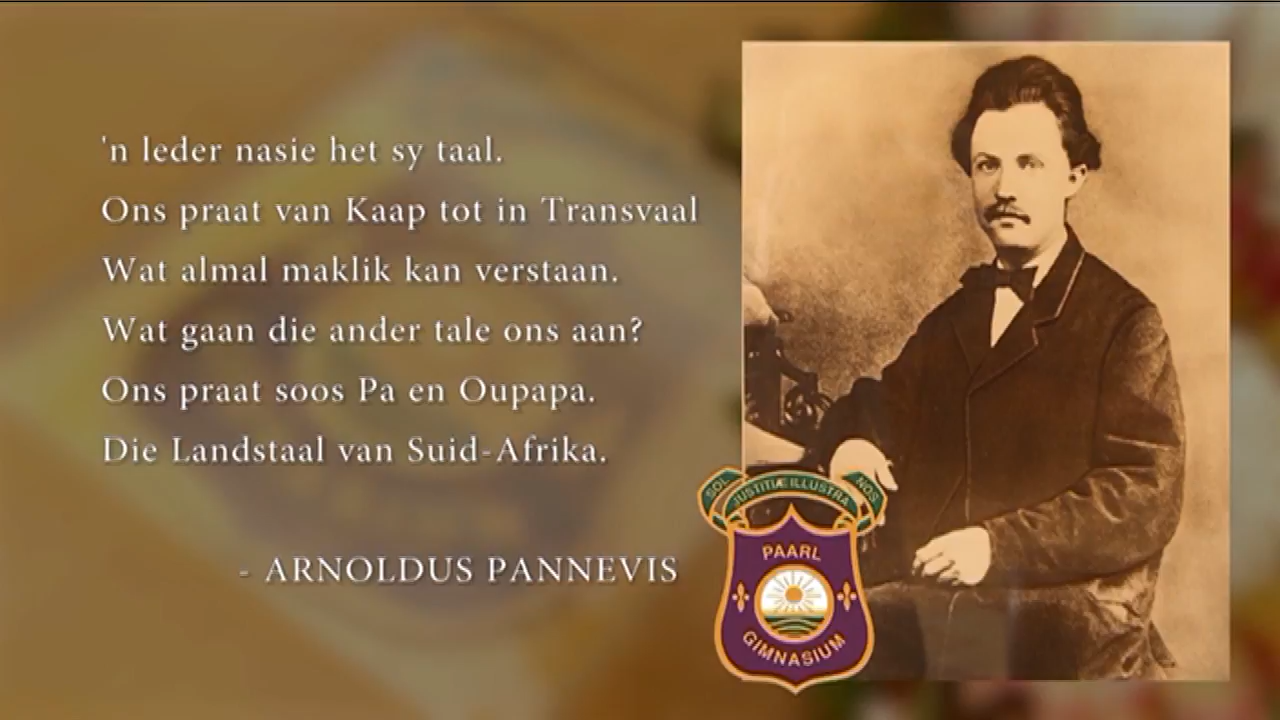 'n Ieder nasie het sy taal.
Ons praat van Kaap tot in Transvaal
Wat almal maklik kan verstaan.
Wat gaan die ander tale ons aan?
Ons praat soos Pa en Oupapa.
Die Landstaal van Suid-Afrika.
- ARNOLDUS PANNEVIS
SOL JUSTITIÆ ILLUSTRA NOS
PAARL
GIMNASIUM